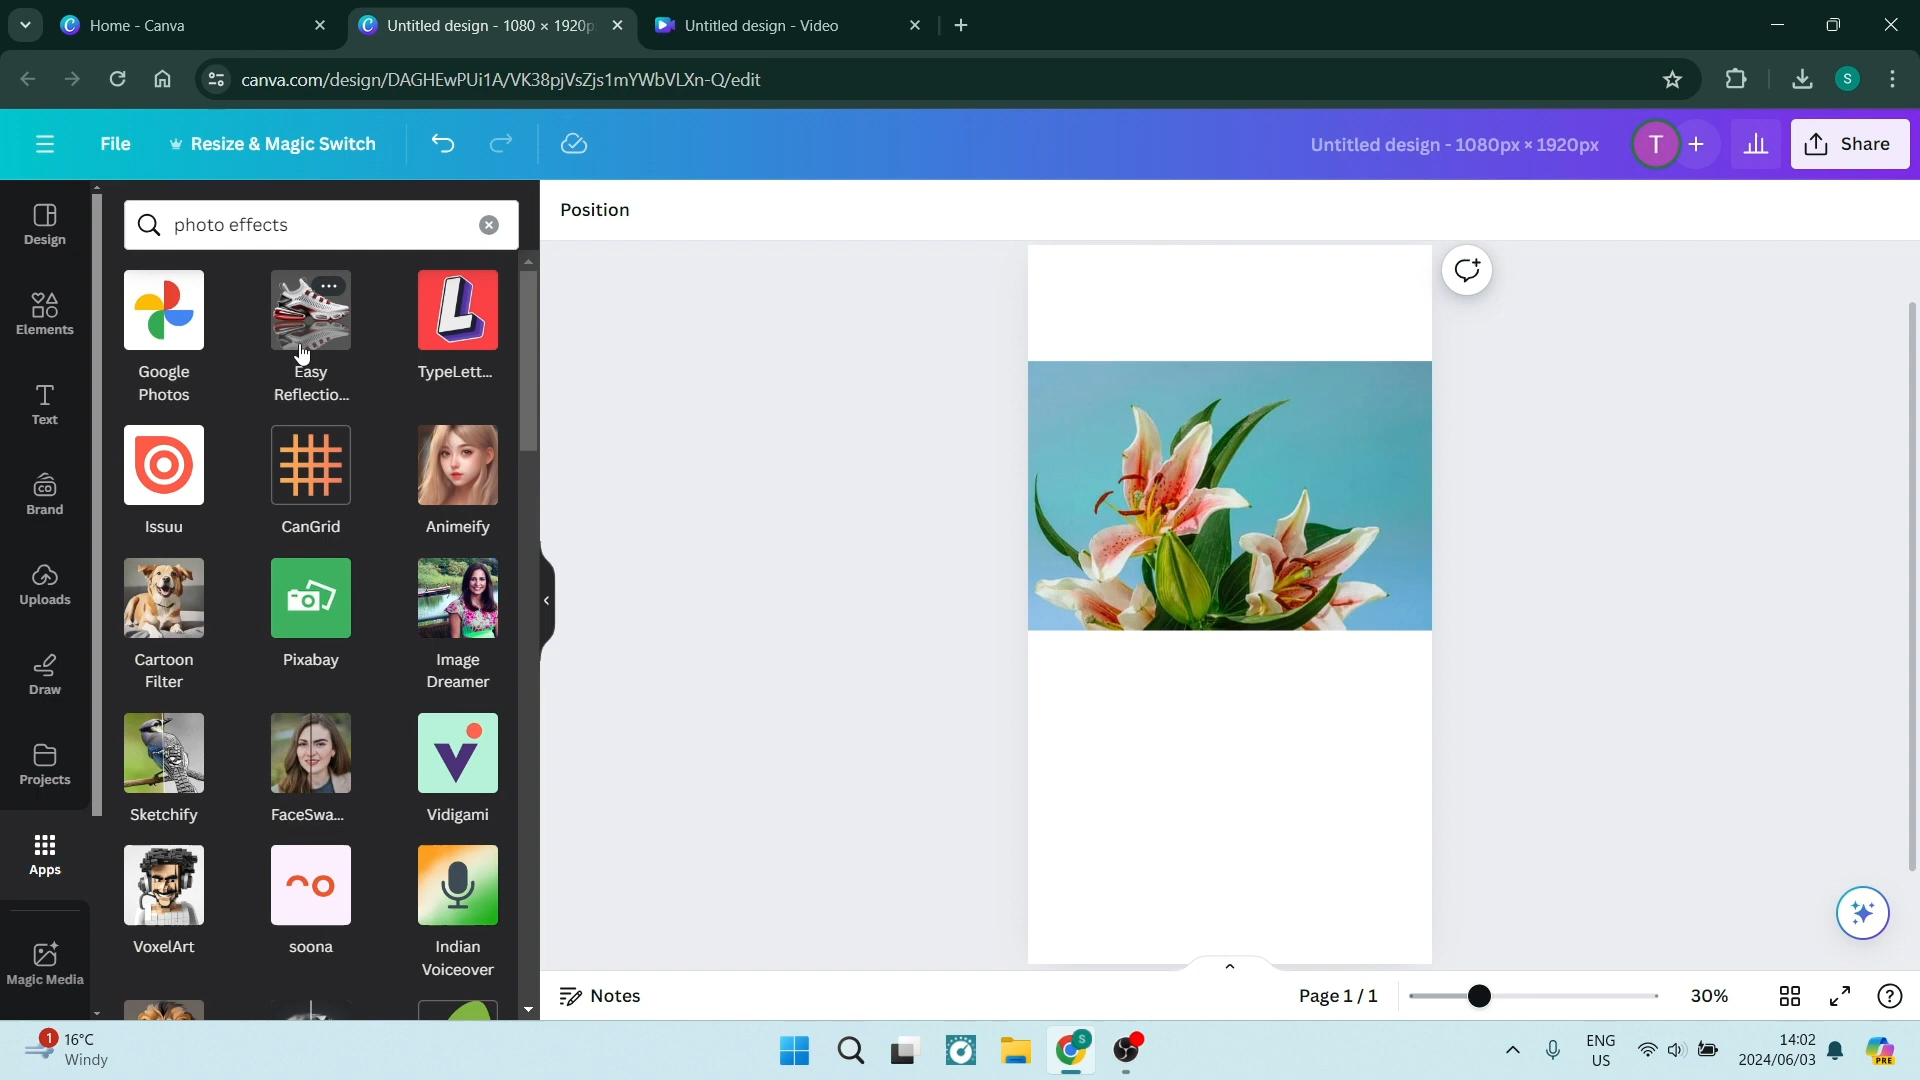 Home - Canva
Untitled design - 1080 × 1920p
Untitled design - Video
canva.com/design/DAGHEwPUi1A/VK38pjVsZjs1mYWbVLXn-Q/edit
S
File
Resize & Magic Switch
Untitled design - 1080px × 1920px
T
Share
Design
Elements
Text
Brand
Uploads
Draw
Projects
Apps
Magic Media
photo effects
Position
Google
Photos
Easy
Reflectio...
TypeLett...
Issuu
CanGrid
Animeify
Cartoon
Filter
Pixabay
Image
Dreamer
Sketchify
FaceSwa...
Vidigami
VoxelArt
soona
Indian
Voiceover
Notes
Page 1 / 1
30%
1
16°C
Windy
S
ENG
US
14:02
2024/06/03
PRE